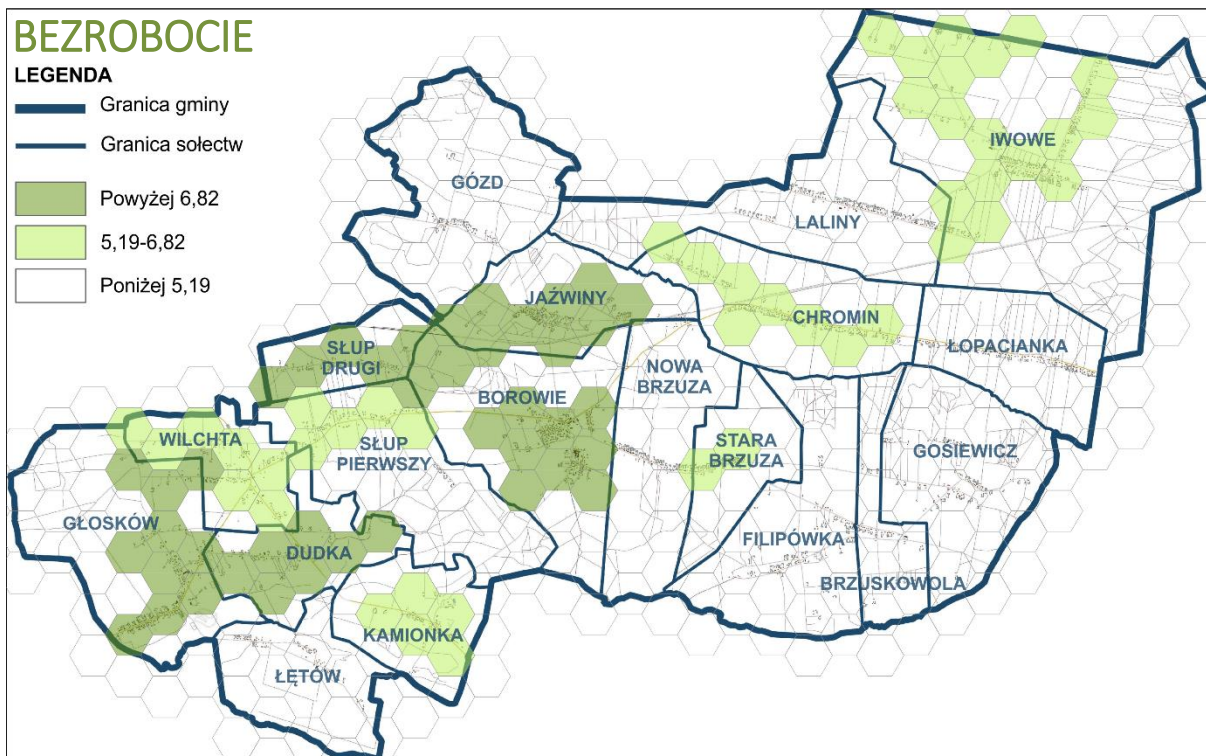 BEZROBOCIE
LEGENDA
Granica gminy
Granica sołectw
Powyżej 6,82
5,19-6,82
Poniżej 5,19
IWOWE
GÓZD
LALINY
JAŹWINY
CHROMIN
ŁOPACIANKA
SŁUP
DRUGI
NOWA
BRZUZA
BOROWIE
WILCHTA
SŁUP
PIERWSZY
STARA
BRZUZA
GOSIEWICZ
GŁOSKÓW
DUDKA
FILIPÓWKA
BRZUSKOWOLA
KAMIONKA
ŁĘTÓW